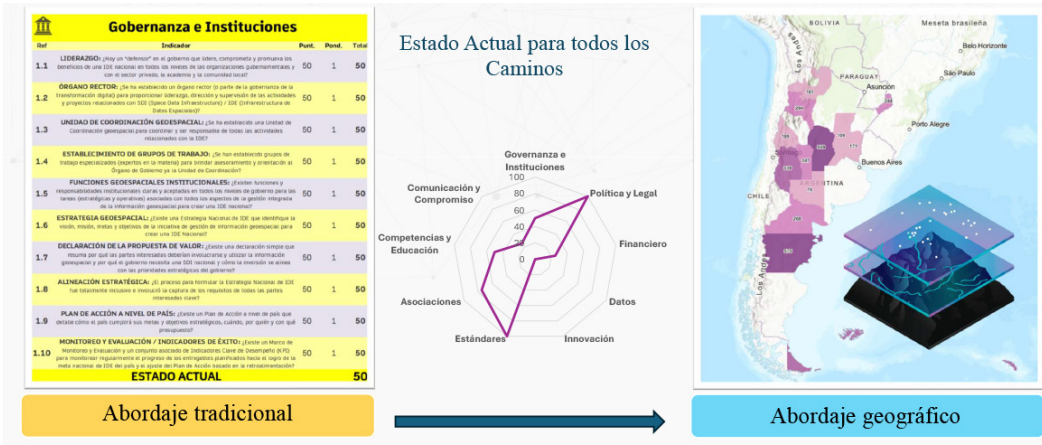 Gobernanza e Instituciones
Ref Indicador Punt. Pond. Total
1.1 LIDERAZGO: ¿Hay un "defensor" en el gobierno que lidere, comprometa y promueva los 50 1 50
beneficios de una IDE nacional en todos los niveles de las organizaciones gubernamentales y
con el sector privado, la academia y la comunidad local?
1.2 ÓRGANO RECTOR: ¿Se ha establecido un órgano rector (o parte de la gobernanza de la 50 1 50
transformación digital) para proporcionar liderazgo, dirección y supervisión de las actividades
y proyectos relacionados con SDI (Space Data Infraestructure) / IDE (Infraestructura de
Datos Espaciales)?
1.3 UNIDAD DE COORDINACIÓN GEOESPACIAL: ¿Se ha establecido una Unidad de 50 1 50
Coordinación geoespacial para coordinar y ser responsable de todas las actividades
relacionadas con la IDE?
1.4 ESTABLECIMIENTO DE GRUPOS DE TRABAJO: ¿Se han establecido grupos de 50 1 50
trabajo especializados (expertos en la materia) para brindar asesoramiento y orientación al
Órgano de Gobierno y a la Unidad de Coordinación?
1.5 FUNCIONES GEOESPACIALES INSTITUCIONALES: ¿Existen funciones y 50 1 50
responsabilidades institucionales claras y aceptadas en todos los niveles de gobierno para las
tareas (estratégicas y operativas) asociadas con todos los aspectos de la gestión integrada
de la información geoespacial para crear una IDE nacional?
1.6 ESTRATEGIA GEOESPACIAL: ¿Existe una Estrategia Nacional de IDE que identifique la 50 1 50
visión, misión, metas y objetivos de la iniciativa de gestión de información geoespacial para
crear una IDE Nacional?
1.7 DECLARACIÓN DE LA PROPUESTA DE VALOR: ¿Existe una declaración simple que 50 1 50
resuma por qué las partes interesadas deberían involucrarse y utilizar la información
geoespacial y por qué el gobierno necesita una SDI nacional y cómo la inversión se alinea
con las prioridades estratégicas del gobierno?
1.8 ALINEACIÓN ESTRATÉGICA: ¿El proceso para formular la Estrategia Nacional de IDE 50 1 50
fue totalmente inclusivo e involucró la captura de los requisitos de todas las partes
interesadas clave?
1.9 PLAN DE ACCIÓN A NIVEL DE PAÍS: ¿Existe un Plan de Acción a nivel de país que 50 1 50
detalle cómo el país cumplirá sus metas y objetivos estratégicos, cuándo, por quién y con qué
presupuesto?
1.10 MONITOREO Y EVALUACIÓN / INDICADORES DE ÉXITO: ¿Existe un Marco de 50 1 50
Monitoreo y Evaluación y un conjunto asociado de Indicadores Clave de Desempeño (KPI)
para monitorear regularmente el progreso de los entregables planificados hacia el logro de la
meta nacional de IDE del país y el ajuste del Plan de Acción basado en la retroalimentación?
ESTADO ACTUAL 50
Abordaje tradicional
Estado Actual para todos los
Caminos
Governanza e
Instituciones
Política y Legal
Financiero
Datos
Innovación
Estándares
Asociaciones
Competencias y
Educación
Comunicación y
Compromiso
100
80
60
40
20
0
BOLIVIA
Meseta brasileña
Los Andes
Belo Horizonte
PARAGUAY
São Paulo
Asunción
Porto Alegre
Buenos Aires
CHILE
ARGENTINA
Los Andes
Abordaje geográfico